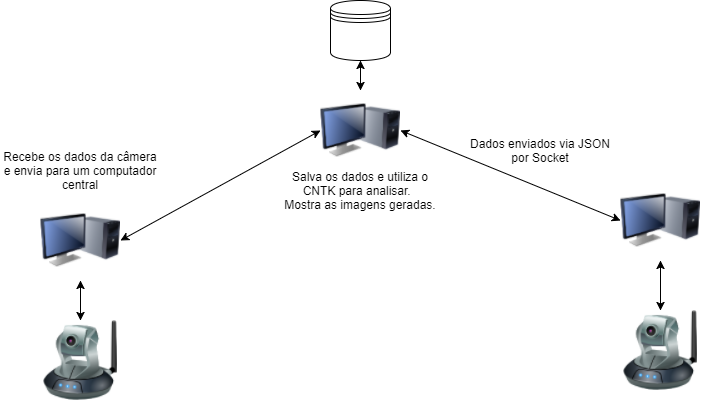 Recebe os dados da câmera
e envia para um computador
central
Salva os dados e utiliza o
CNTK para analisar.
Mostra as imagens geradas.
Dados enviados via JSON
por Socket